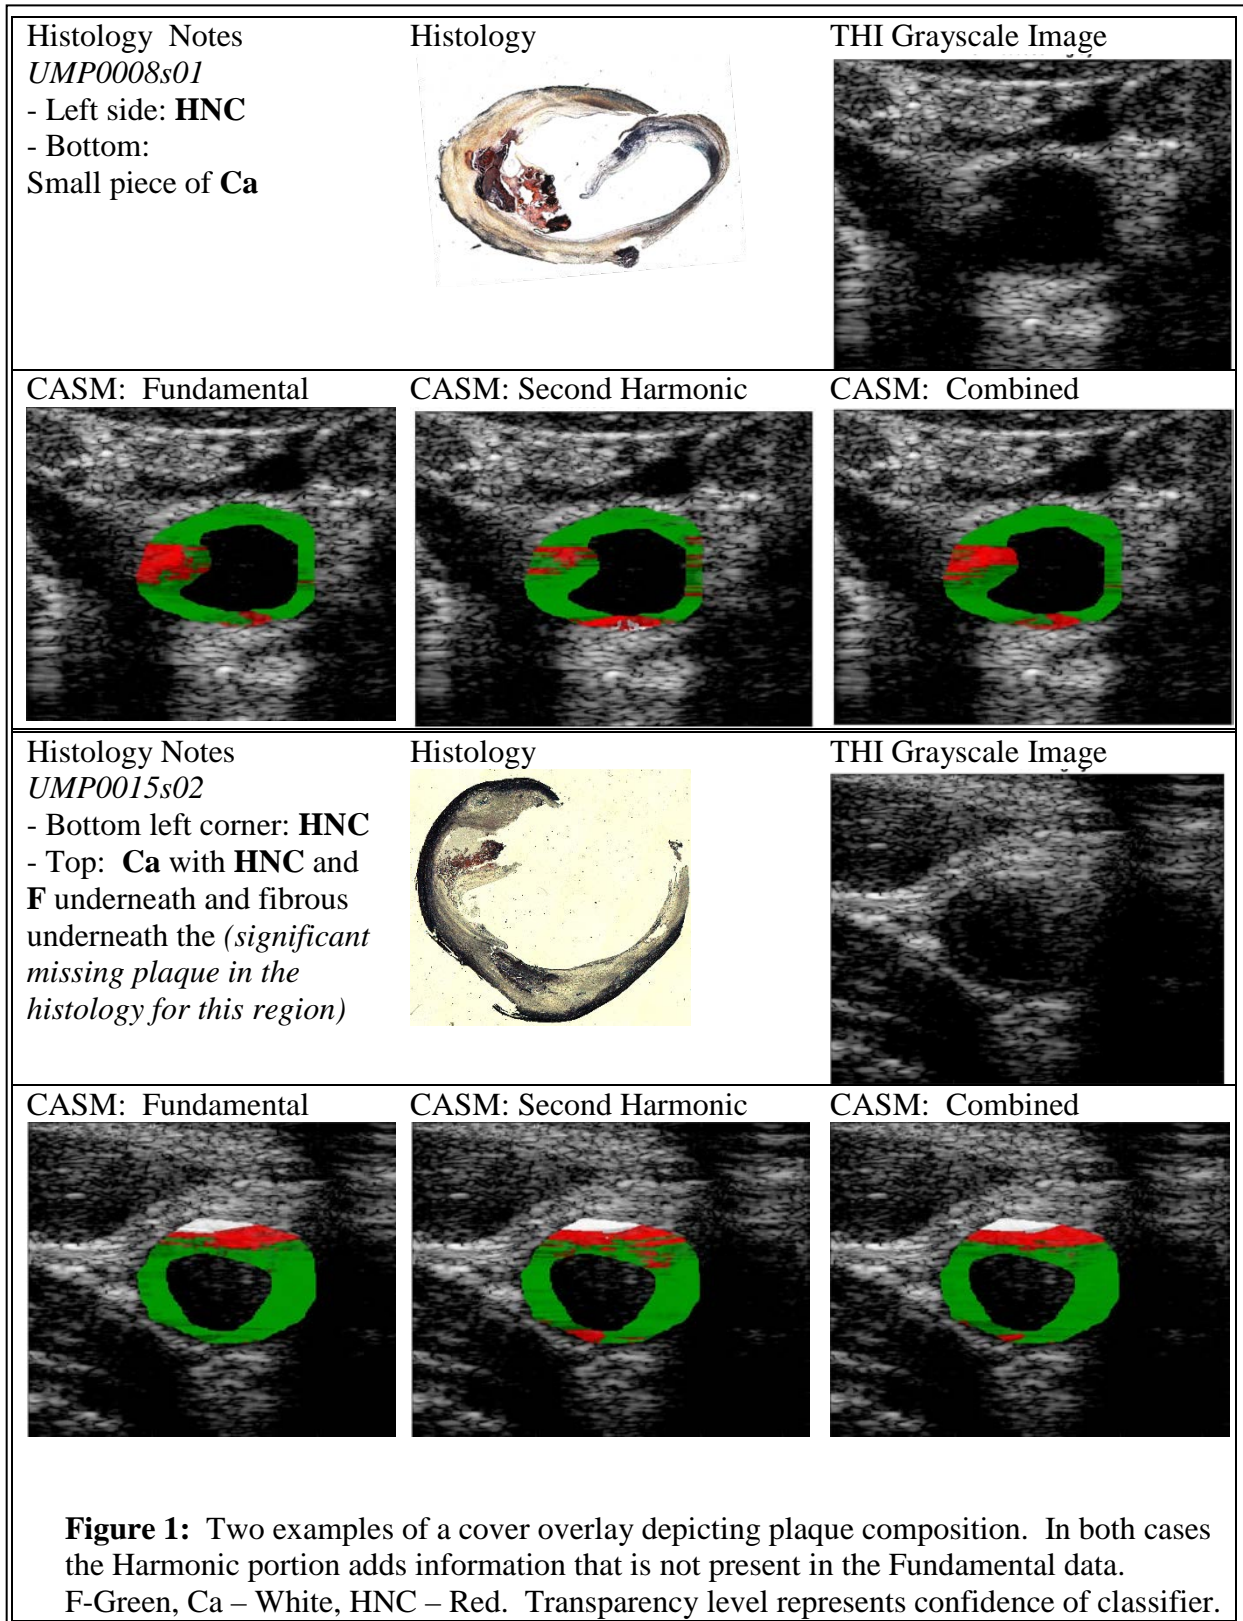 Histology Notes
UMP0008s01
- Left side: HNC
- Bottom:
Small piece of Ca
Histology
THI Grayscale Image
CASM: Fundamental
CASM: Second Harmonic
CASM: Combined
Histology Notes
UMP0015s02
- Bottom left corner: HNC
- Top: Ca with HNC and
F underneath and fibrous
underneath the (significant
missing plaque in the
histology for this region)
Histology
THI Grayscale Image
CASM: Fundamental
CASM: Second Harmonic
CASM: Combined
Figure 1: Two examples of a cover overlay depicting plaque composition. In both cases
the Harmonic portion adds information that is not present in the Fundamental data.
F-Green, Ca – White, HNC – Red. Transparency level represents confidence of classifier.